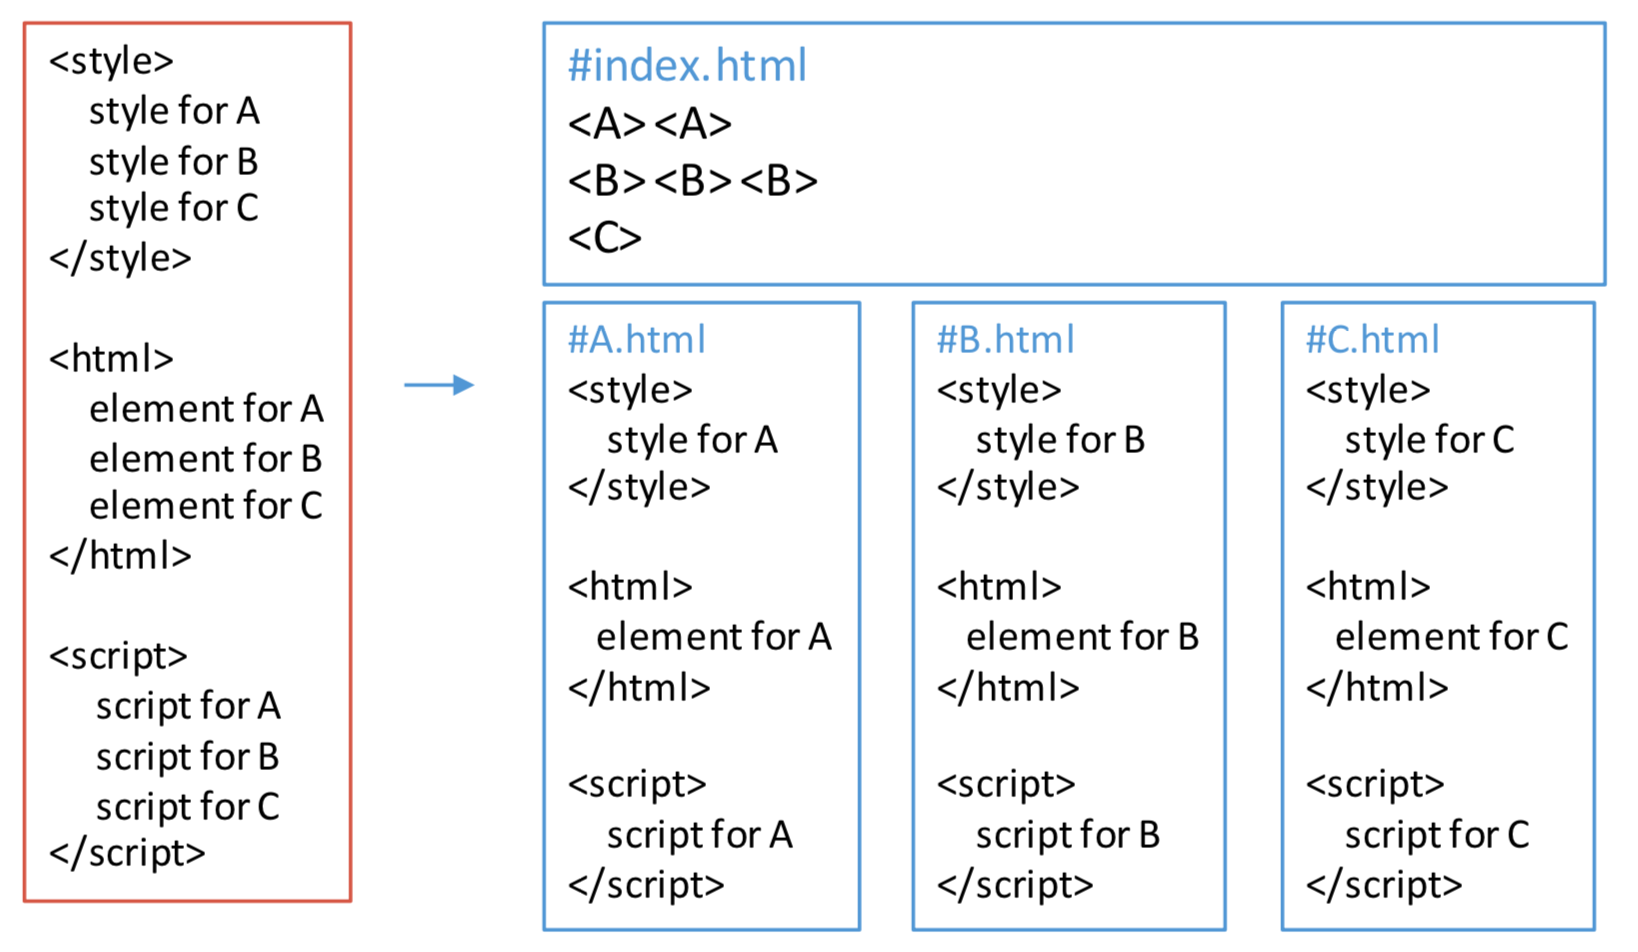 <style>
style for A
style for B
style for C
</style>
<html>
element for A
element for B
element for C
</html>
<script>
script for A
script for B
script for C
</script>
#index.html
<A><A>
<B><B><B>
<C>
#A.html
<style>
style for A
</style>
<html>
element for A
</html>
<script>
script for A
</script>
#B.html
<style>
style for B
</style>
<html>
element for B
</html>
<script>
script for B
</script>
#C.html
<style>
style for C
</style>
<html>
element for C
</html>
<script>
script for C
</script>